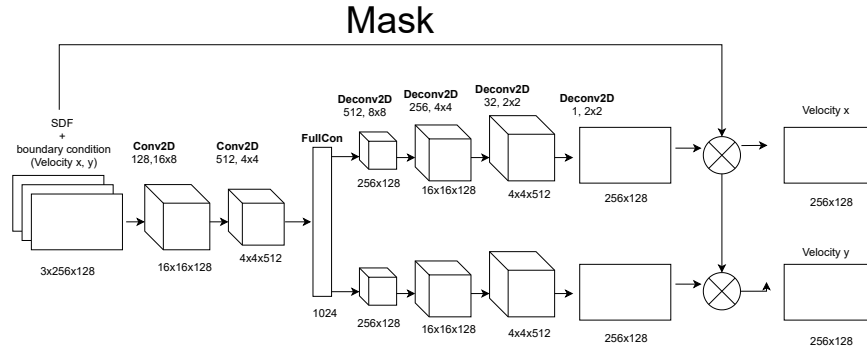 Mask
SDF
+
boundary condition
(Velocity x, y)
3x256x128
Conv2D
128,16x8
16x16x128
Conv2D
512, 4x4
4x4x512
FullCon
1024
Deconv2D
512, 8x8
256x128
Deconv2D
256, 4x4
16x16x128
Deconv2D
32, 2x2
4x4x512
Deconv2D
1, 2x2
256x128
Velocity x
256x128
256x128
16x16x128
4x4x512
256x128
Velocity y
256x128